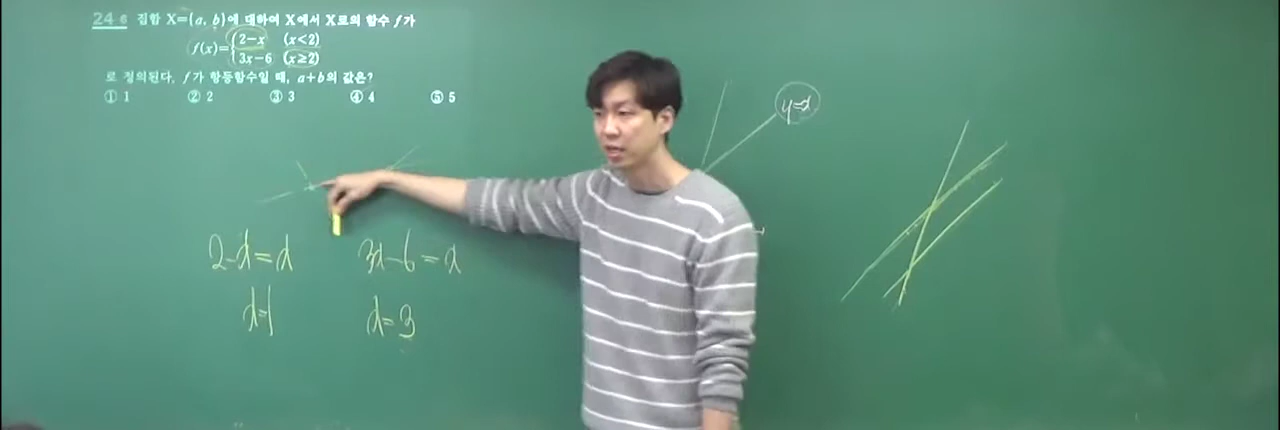 24 6 집합 X={a, b}에 대하여 X에서 X로의 함수 f가
f(x)={2-x (x<2)
3x-6 (x≥2)
로 정의된다. f가 항등함수일 때, a+b의 값은?
① 1 ② 2 ③ 3 ④ 4 ⑤ 5
y=x
2-x=x 3x-6=x
x=1 x=3